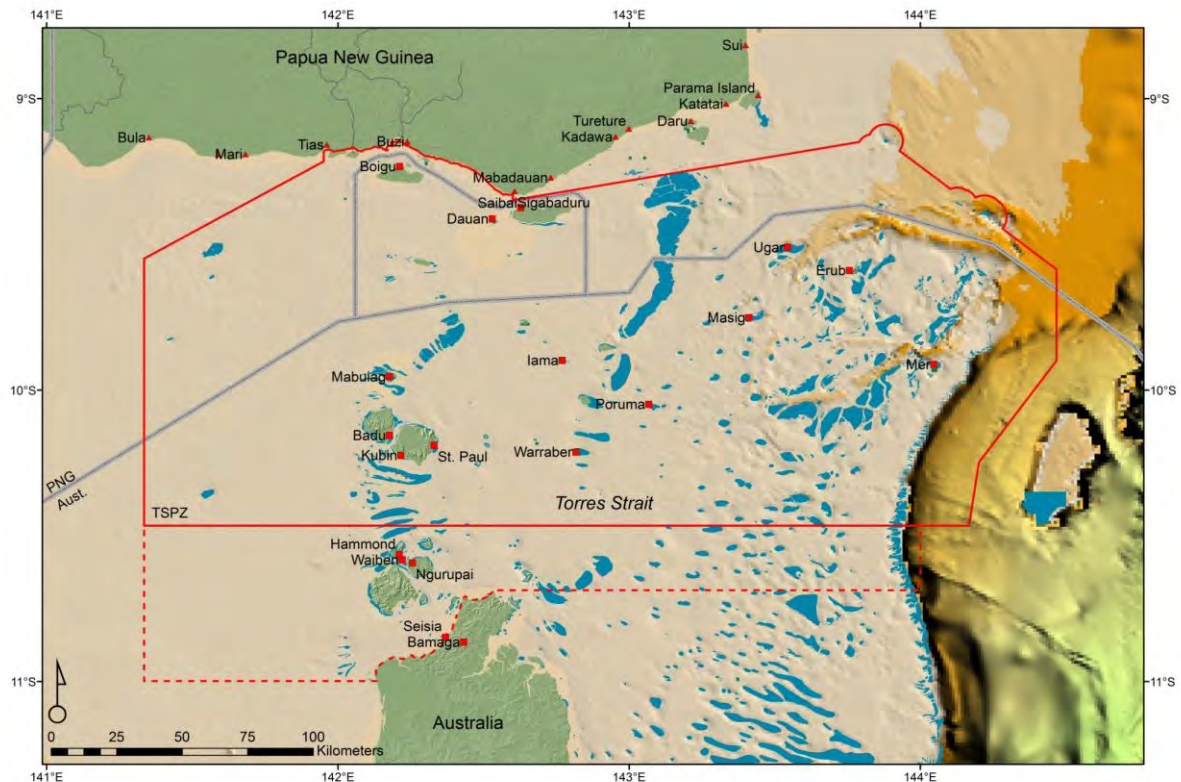 141°E
142°E
143°E
144°E
Sui
Papua New Guinea
Parama Island
9°S
Katatai
9°S
Tureture
Daru
Bula
Kadawa
Tias
Buzi
Mari
Boigu
Mabadauan
Saibai
Sigabaduru
Dauan
Ugar
Erub
Masig
Iama
Mabuiag
Mer
10°S
10°S
Poruma
Badu
Kubin
St. Paul
Warraber
PNG
Aust.
TSPZ
Torres Strait
Hammond
Waiben
Ngurupai
Seisia
Bamaga
11°S
11°S
Australia
0 25 50 75 100
Kilometers
141°E
142°E
143°E
144°E